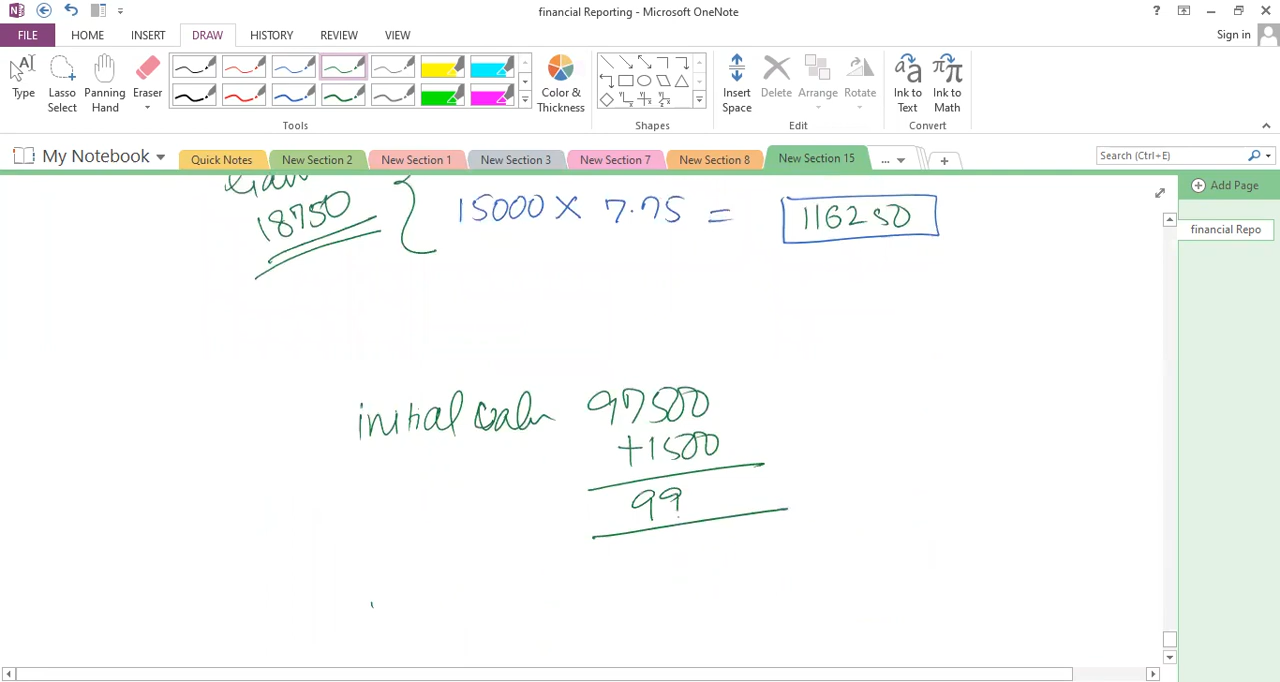 financial Reporting - Microsoft OneNote
?
FILE HOME INSERT DRAW HISTORY REVIEW VIEW
Sign in
Type Lasso Select Panning Hand Eraser
Color & Thickness
Insert Space Delete Arrange Rotate
Ink to Text Ink to Math
Tools Shapes Edit Convert
My Notebook Quick Notes New Section 2 New Section 1 New Section 3 New Section 7 New Section 8 New Section 15 ... +
Search (Ctrl+E)
Add Page
financial Repo
Gain
18750 { 15000 × 7.75 = 116250
initial valu 97500
+1500
99